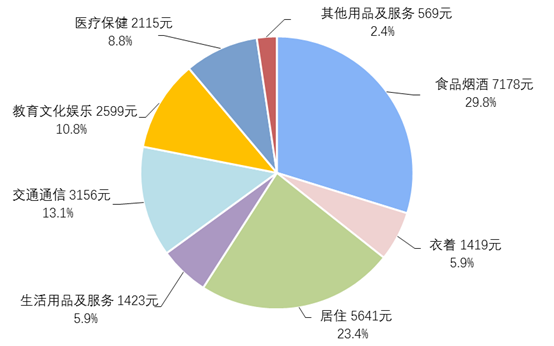 其他用品及服务 569元
2.4%
食品烟酒 7178元
29.8%
衣着 1419元
5.9%
居住 5641元
23.4%
生活用品及服务 1423元
5.9%
交通通信 3156元
13.1%
教育文化娱乐 2599元
10.8%
医疗保健 2115元
8.8%